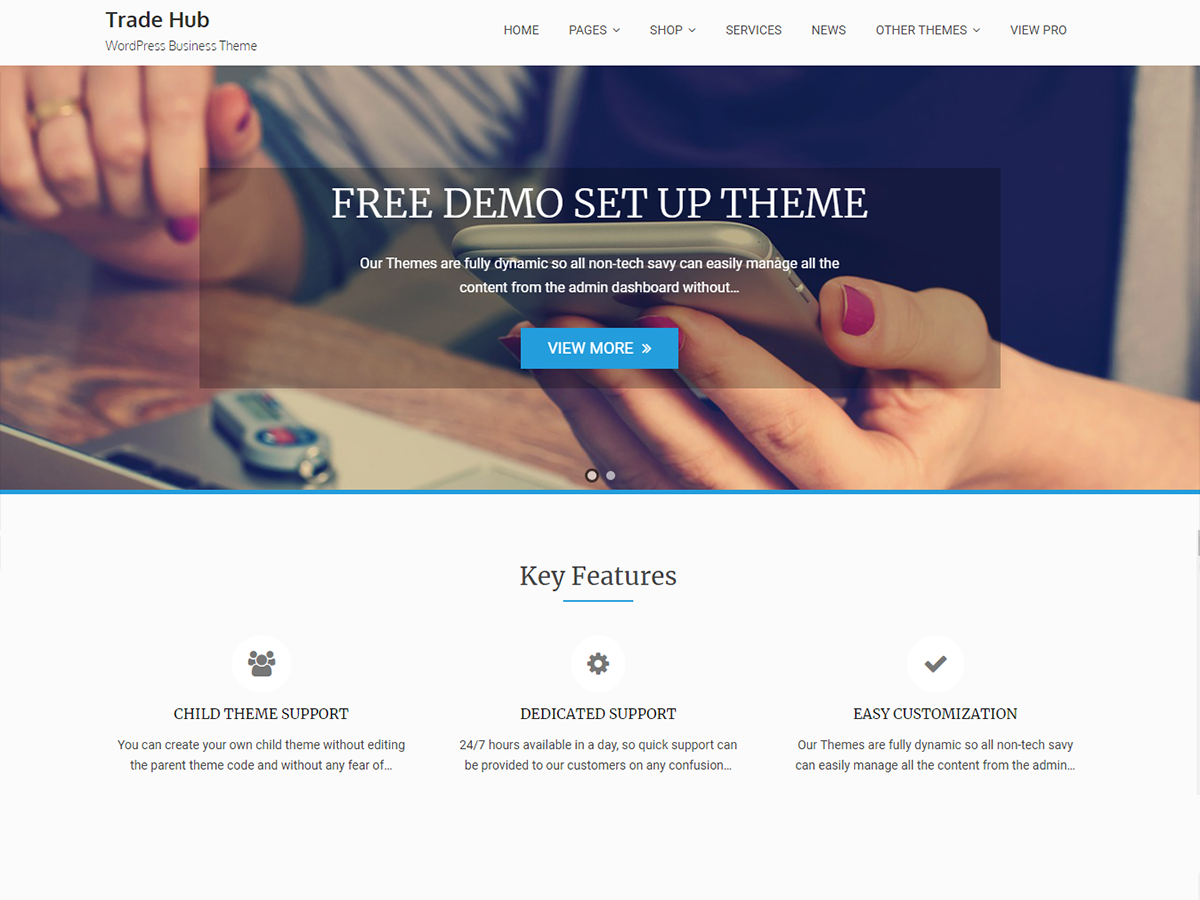 Trade Hub
WordPress Business Theme
HOME PAGES SHOP SERVICES NEWS OTHER THEMES VIEW PRO
FREE DEMO SET UP THEME
Our Themes are fully dynamic so all non-tech savy can easily manage all the
content from the admin dashboard without...
VIEW MORE »
Key Features
CHILD THEME SUPPORT
You can create your own child theme without editing
the parent theme code and without any fear of...
DEDICATED SUPPORT
24/7 hours available in a day, so quick support can
be provided to our customers on any confusion...
EASY CUSTOMIZATION
Our Themes are fully dynamic so all non-tech savy
can easily manage all the content from the admin...